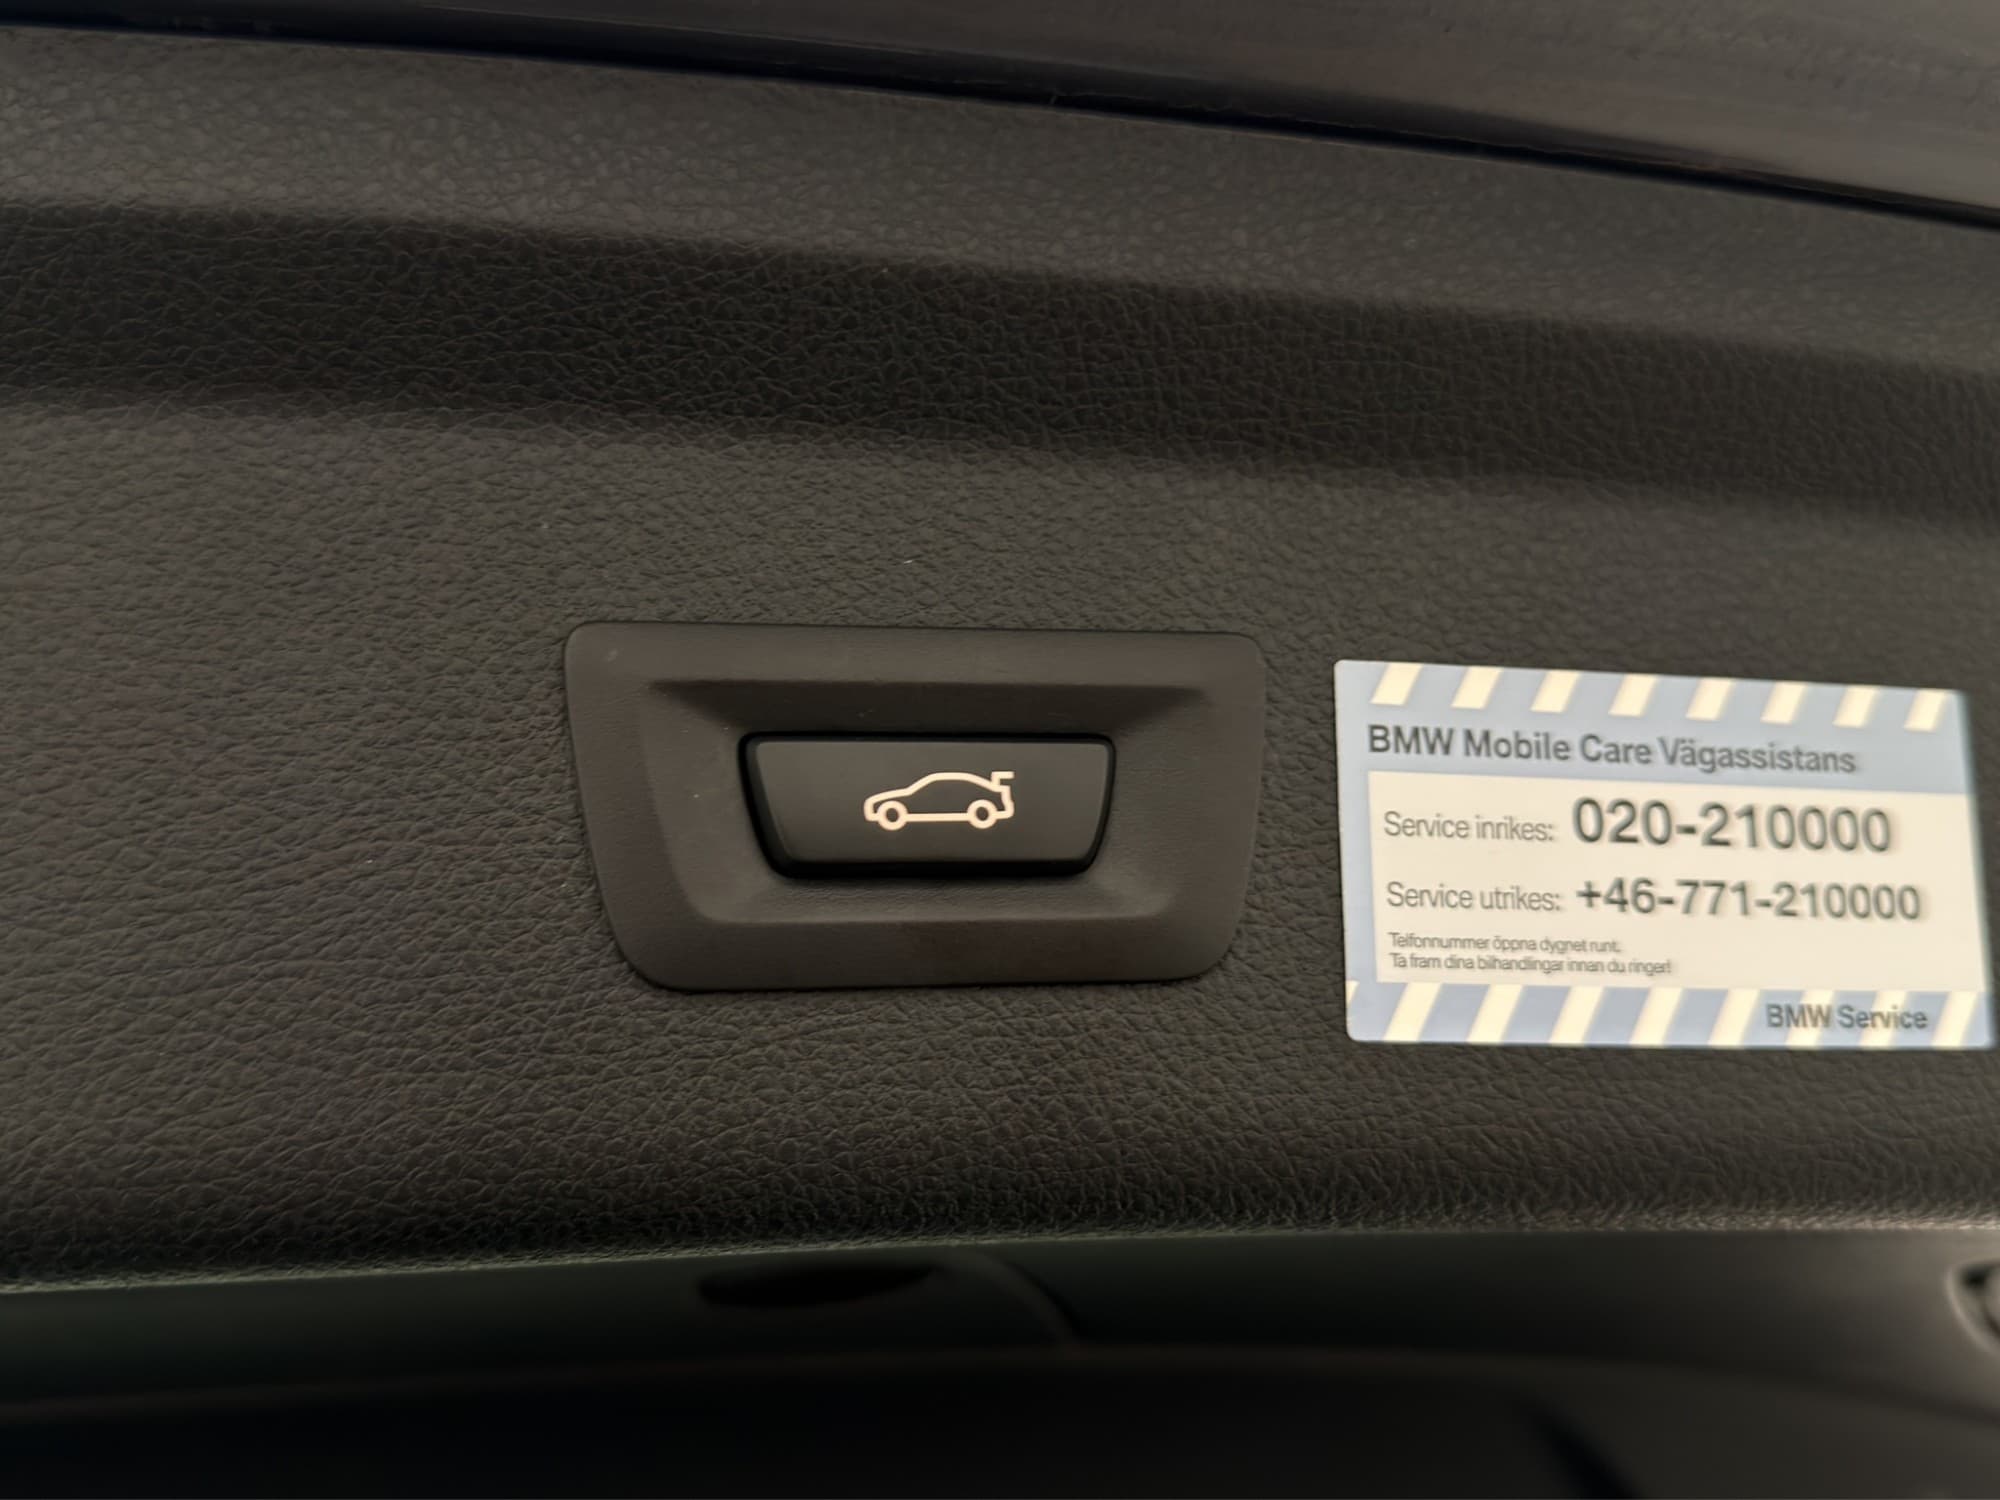 BMW Mobile Care Vägassistans
Service inrikes: 020-210000
Service utrikes: +46-771-210000
Telfonnummer öppna dygnet runt.
Ta fram dina bilhandlingar innan du ringer!
BMW Service